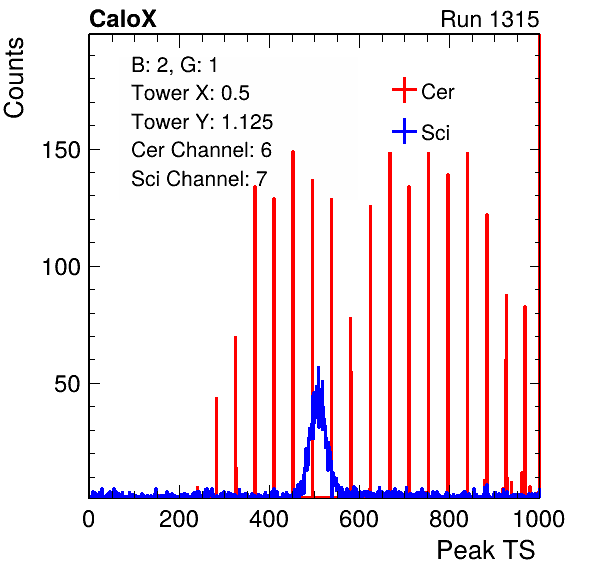 CaloX
Run 1315
Counts
B: 2, G: 1
Tower X: 0.5
Tower Y: 1.125
Cer Channel: 6
Sci Channel: 7
Cer
Sci
150
100
50
0 200 400 600 800 1000
Peak TS